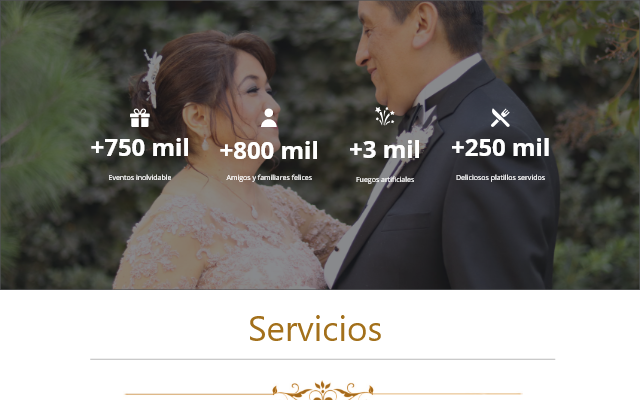 +750 mil
Eventos inolvidable
+800 mil
Amigos y familiares felices
+3 mil
Fuegos artificiales
+250 mil
Deliciosos platillos servidos
Servicios